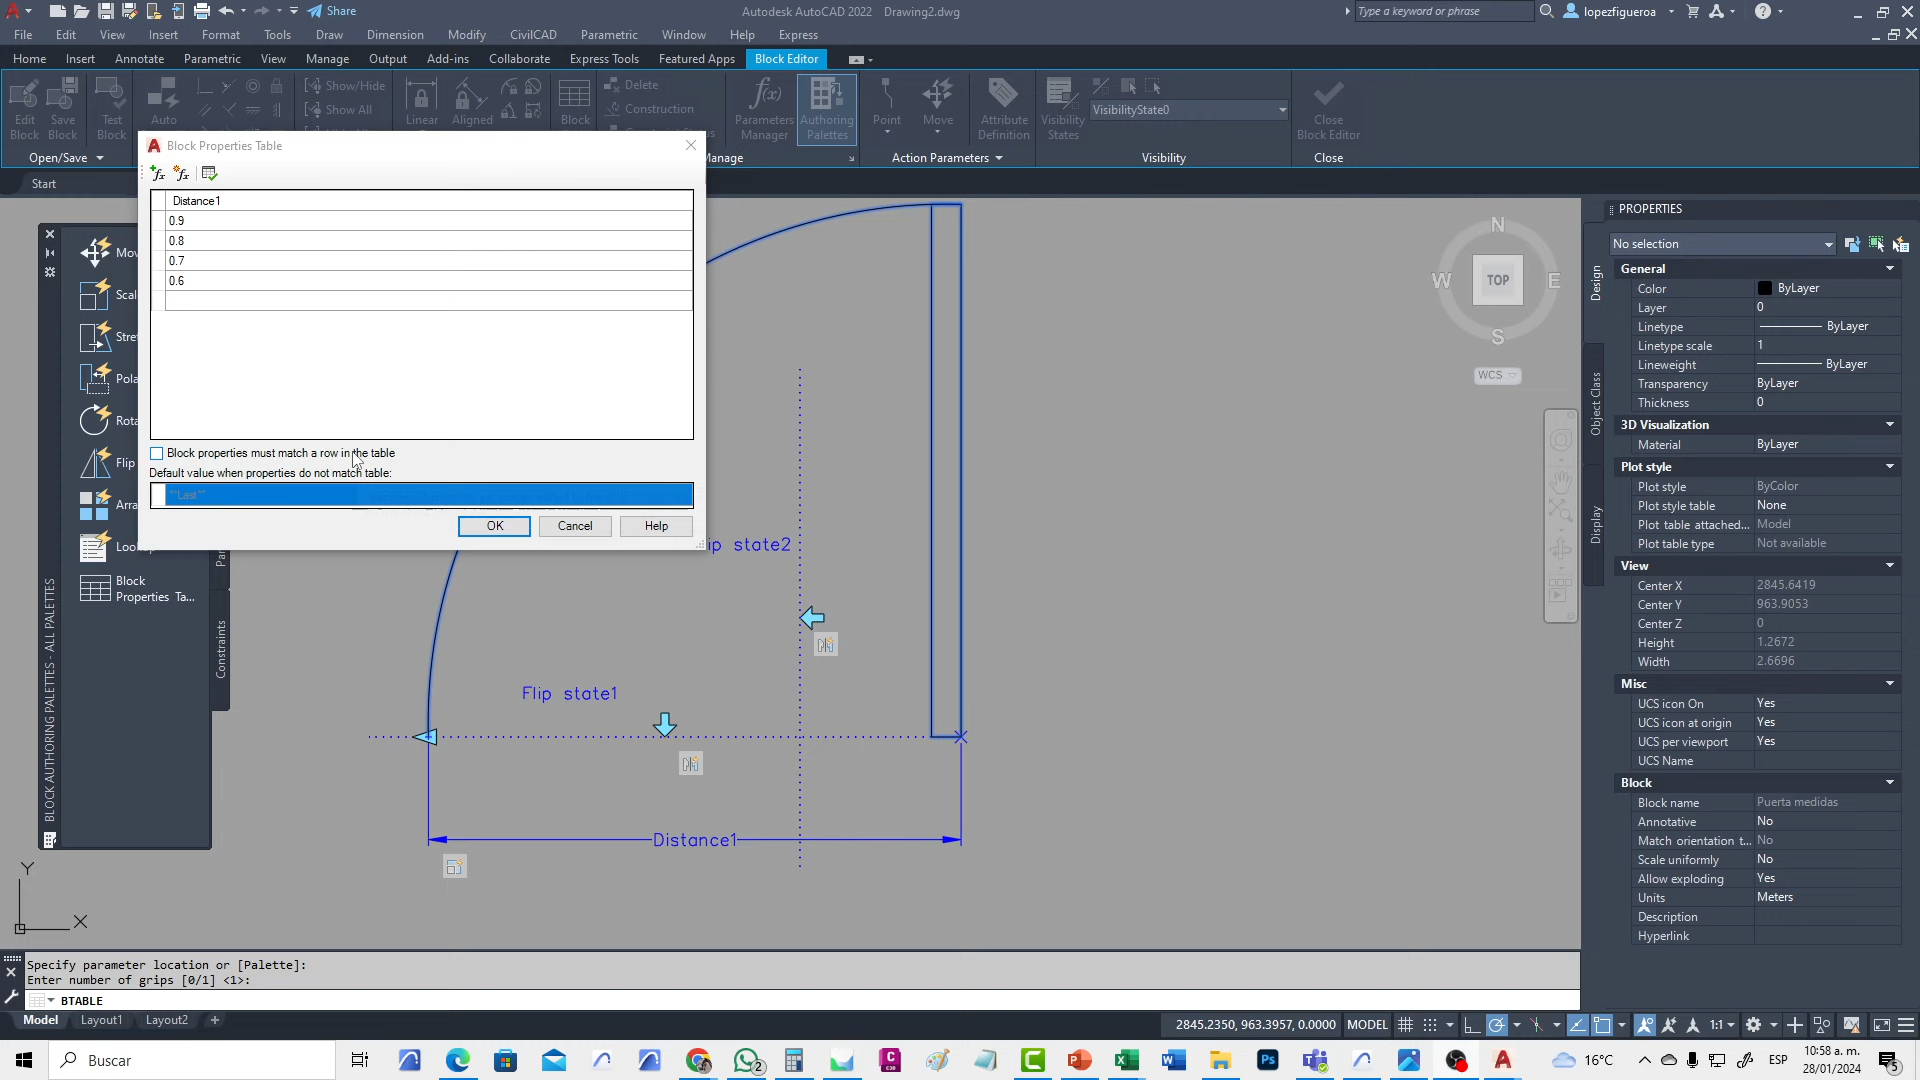 Share
Autodesk AutoCAD 2022 Drawing2.dwg
Type a keyword or phrase
lopezfigueroa
File Edit View Insert Format Tools Draw Dimension Modify CivilCAD Parametric Window Help Express
Home Insert Annotate Parametric View Manage Output Add-ins Collaborate Express Tools Featured Apps Block Editor
Edit Block
Save Block
Test Block
Auto
Show/Hide
Show All
Linear
Aligned
Block
Delete
Construction
Parameters Manager
Authoring Palettes
Point
Move
Attribute Definition
Visibility States
VisibilityState0
Close Block Editor
Open/Save
Manage
Action Parameters
Visibility
Close
Start
Block Properties Table
Distance1
0.9
0.8
0.7
0.6
Block properties must match a row in the table
Default value when properties do not match table:
**Last**
OK
Cancel
Help
Mov
Scal
Stre
Pola
Rota
Flip
Arra
Looku
Block
Properties Ta...
BLOCK AUTHORING PALETTES - ALL PALETTES
Constraints
ip state2
Flip state1
Distance1
N
W TOP E
S
WCS
Y
X
PROPERTIES
No selection
Design
Object Class
Display
General
Color ByLayer
Layer 0
Linetype ByLayer
Linetype scale 1
Lineweight ByLayer
Transparency ByLayer
Thickness 0
3D Visualization
Material ByLayer
Plot style
Plot style ByColor
Plot style table None
Plot table attached... Model
Plot table type Not available
View
Center X 2845.6419
Center Y 963.9053
Center Z 0
Height 1.2672
Width 2.6696
Misc
UCS icon On Yes
UCS icon at origin Yes
UCS per viewport Yes
UCS Name
Block
Block name Puerta medidas
Annotative No
Match orientation t... No
Scale uniformly No
Allow exploding Yes
Units Meters
Description
Hyperlink
Specify parameter location or [Palette]:
Enter number of grips [0/1] <1>:
BTABLE
Model Layout1 Layout2 +
2845.2350, 963.3957, 0.0000 MODEL
1:1
Buscar
16°C
ESP
10:58 a. m.
28/01/2024